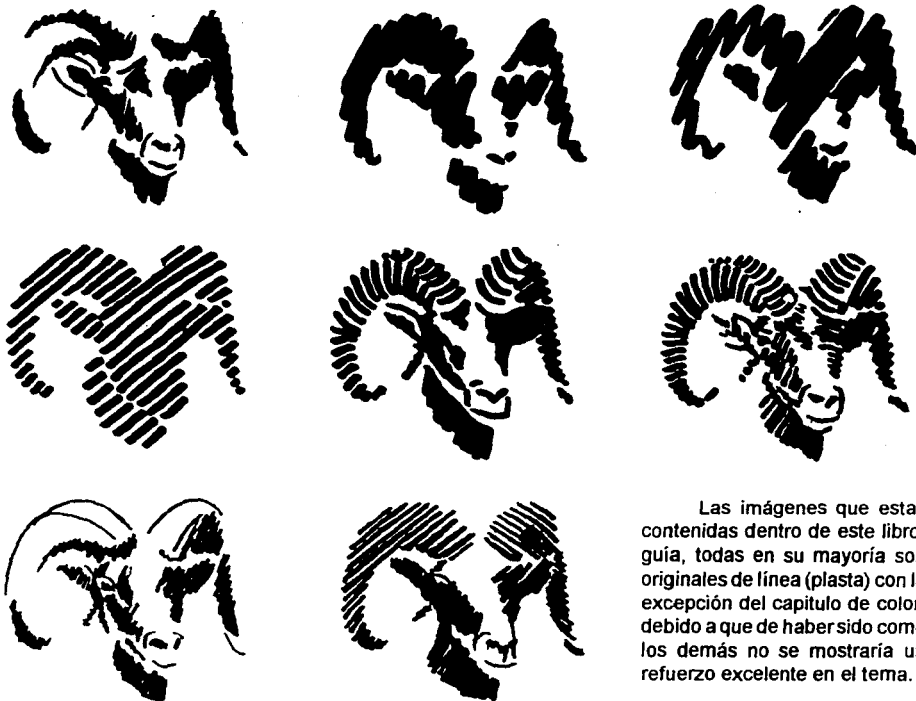 Las imágenes que esta
contenidas dentro de este libro
guía, todas en su mayoría so
originales de línea (plasta) con l
excepción del capitulo de color
debido a que de haber sido com
los demás no se mostraría u
refuerzo excelente en el tema.